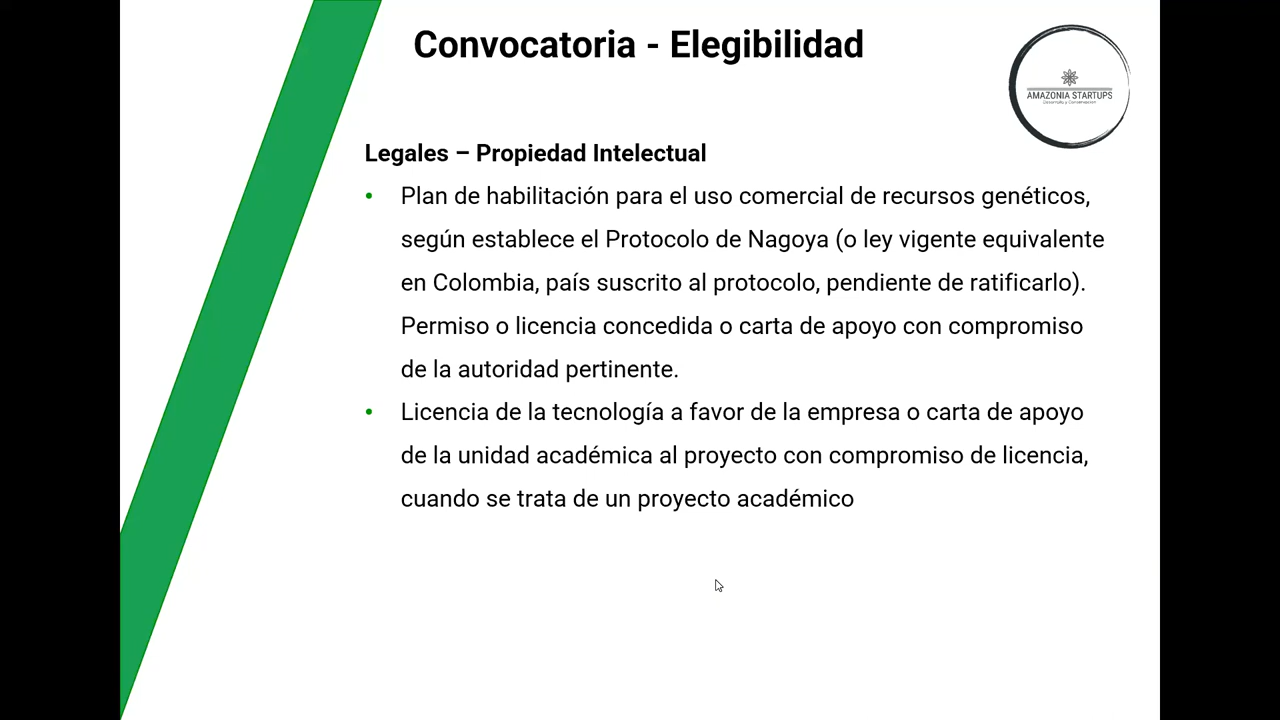 Convocatoria - Elegibilidad
AMAZONIA STARTUPS
Desarrollo y Conservación
Legales – Propiedad Intelectual
• Plan de habilitación para el uso comercial de recursos genéticos,
según establece el Protocolo de Nagoya (o ley vigente equivalente
en Colombia, país suscrito al protocolo, pendiente de ratificarlo).
Permiso o licencia concedida o carta de apoyo con compromiso
de la autoridad pertinente.
• Licencia de la tecnología a favor de la empresa o carta de apoyo
de la unidad académica al proyecto con compromiso de licencia,
cuando se trata de un proyecto académico